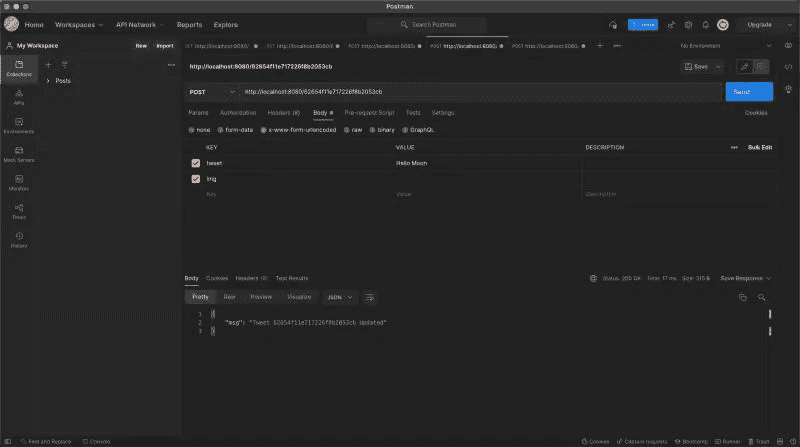 Postman
Home Workspaces API Network Reports Explore Search Postman Invite Upgrade
My Workspace New Import
GET http://localhost:8080/ http://localhost:8080/ POST http://localhost:8080/ POST http://localhost:8080/ POST http://localhost:8080/ No Environment
Collections
Posts
http://localhost:8080/62654f11e717226f8b2053cb Save
APIs
POST http://localhost:8080/62654f11e717226f8b2053cb Send
Environments
Params Authorization Headers (8) Body Pre-request Script Tests Settings Cookies
none form-data x-www-form-urlencoded raw binary GraphQL
Mock Servers
KEY VALUE DESCRIPTION Bulk Edit
tweet Hello Moon
Monitors
img
Key Value Description
Flows
History
Body Cookies Headers (8) Test Results Status: 200 OK Time: 17 ms Size: 315 B Save Response
Pretty Raw Preview Visualize JSON
1 {
2 "msg": "Tweet 62654f11e717226f8b2053cb Updated"
3 }
Find and Replace Console Cookies Capture requests Bootcamp Runner Trash